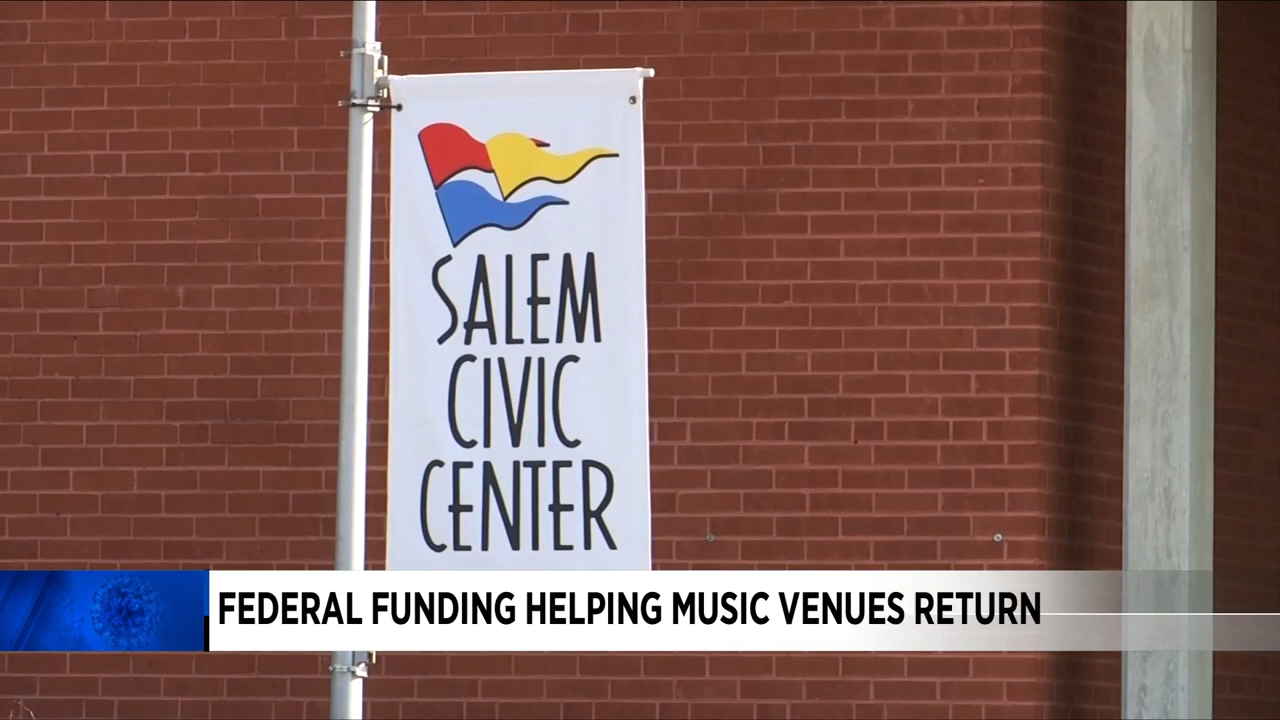 SALEM
CIVIC
CENTER
FEDERAL FUNDING HELPING MUSIC VENUES RETURN